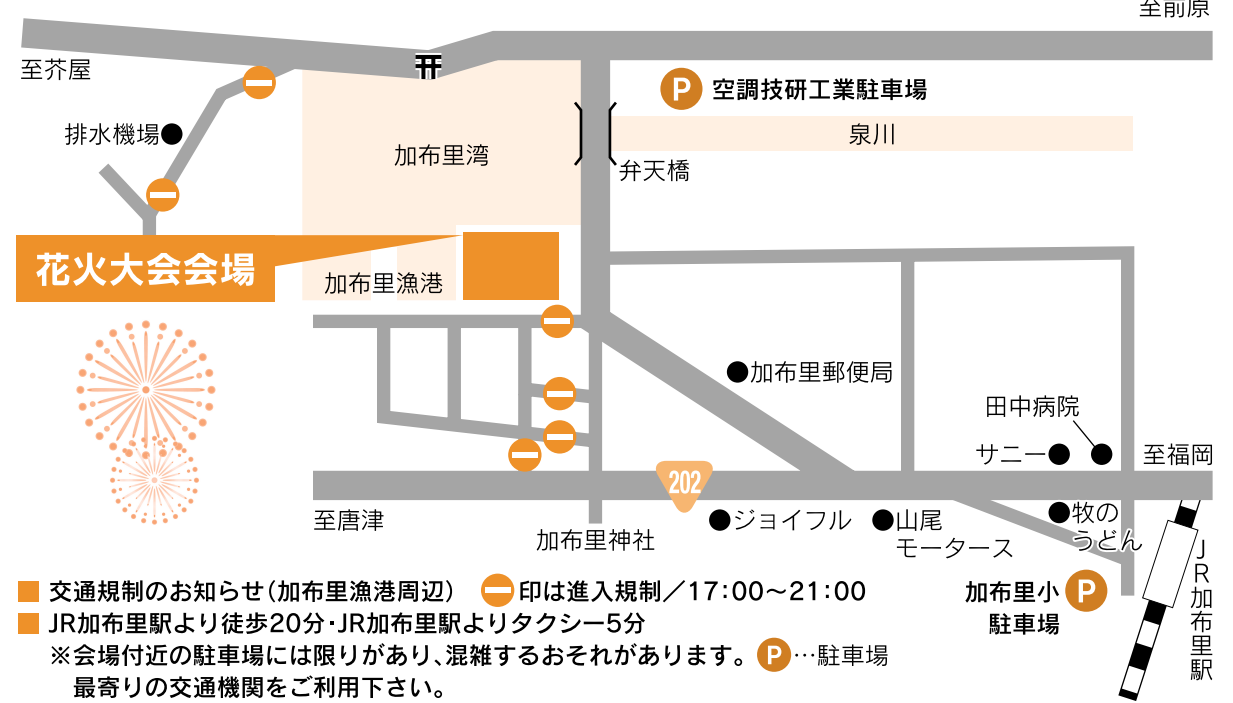 至前原
至芥屋
P 空調技研工業駐車場
排水機場
泉川
加布里湾
弁天橋
花火大会会場
加布里漁港
加布里郵便局
田中病院
サニー
至福岡
202
至唐津
ジョイフル
山尾
モータース
牧の
うどん
加布里神社
JR加布里駅
加布里小
駐車場
P
交通規制のお知らせ(加布里漁港周辺) 印は進入規制／17:00〜21:00
JR加布里駅より徒歩20分・JR加布里駅よりタクシー5分
※会場付近の駐車場には限りがあり、混雑するおそれがあります。 P…駐車場
最寄りの交通機関をご利用下さい。